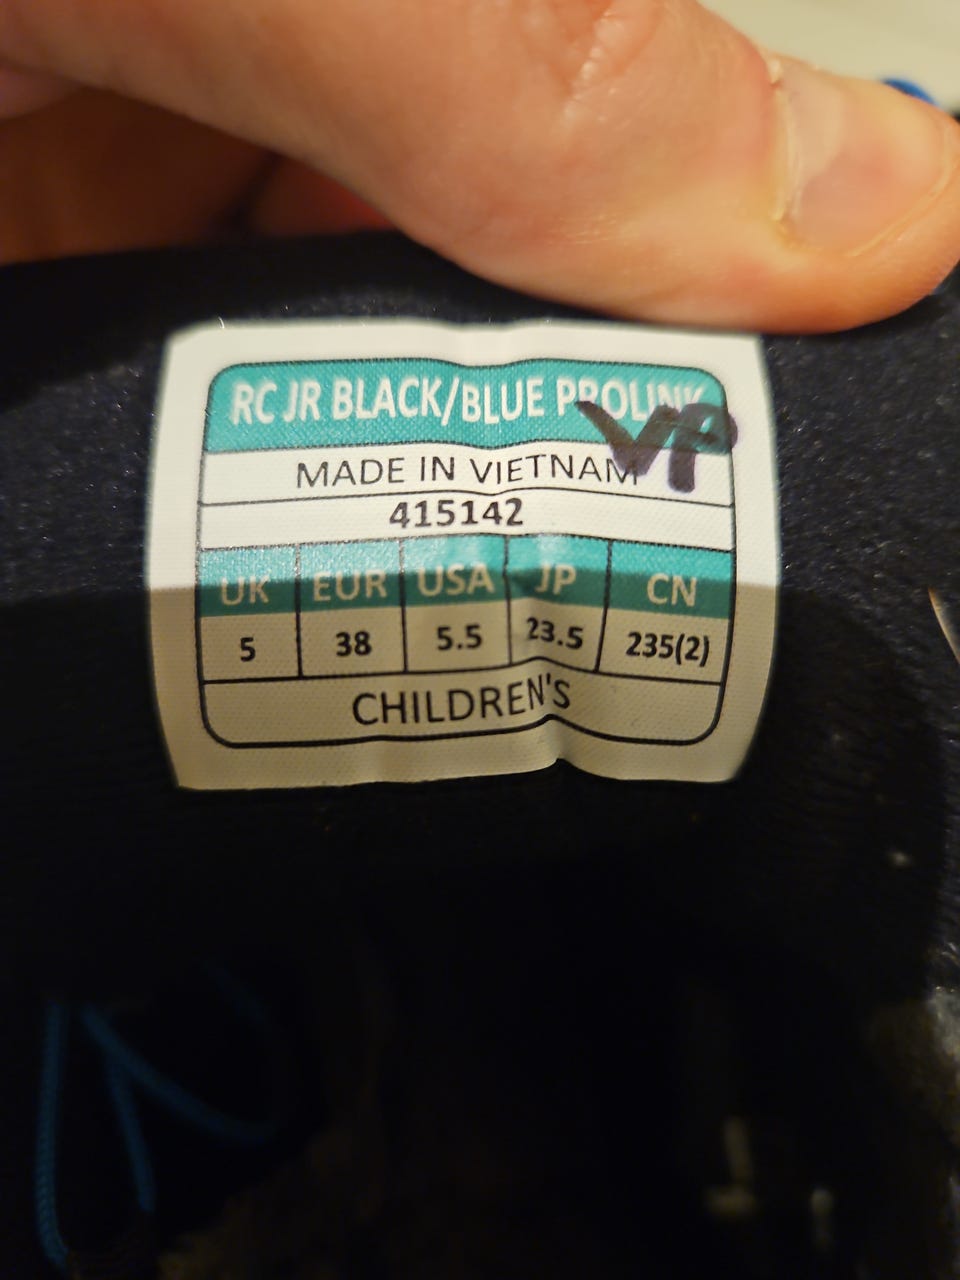 RC JR BLACK/BLUE PROLINK
VP
MADE IN VIETNAM
415142
UK EUR USA JP CN
5 38 5.5 23.5 235(2)
CHILDREN'S